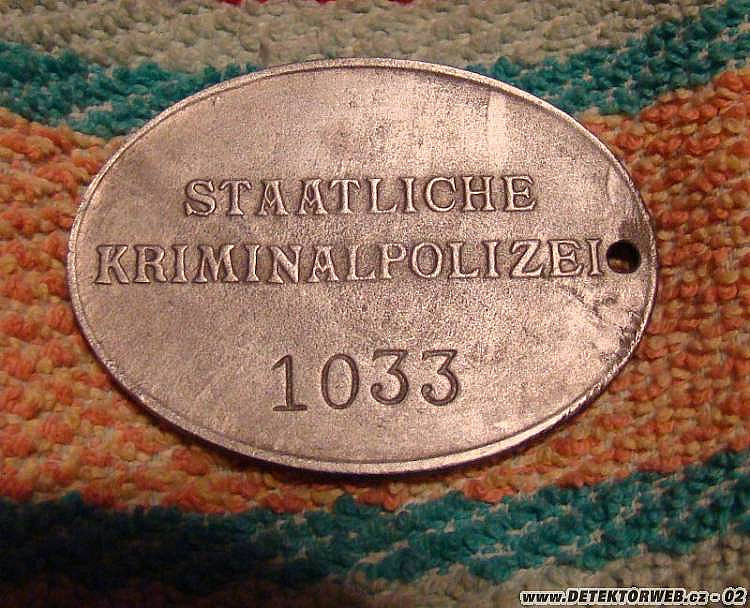 STAATLICHE
KRIMINALPOLIZEI
1033
www.DETEKTORWEB.cz - 02